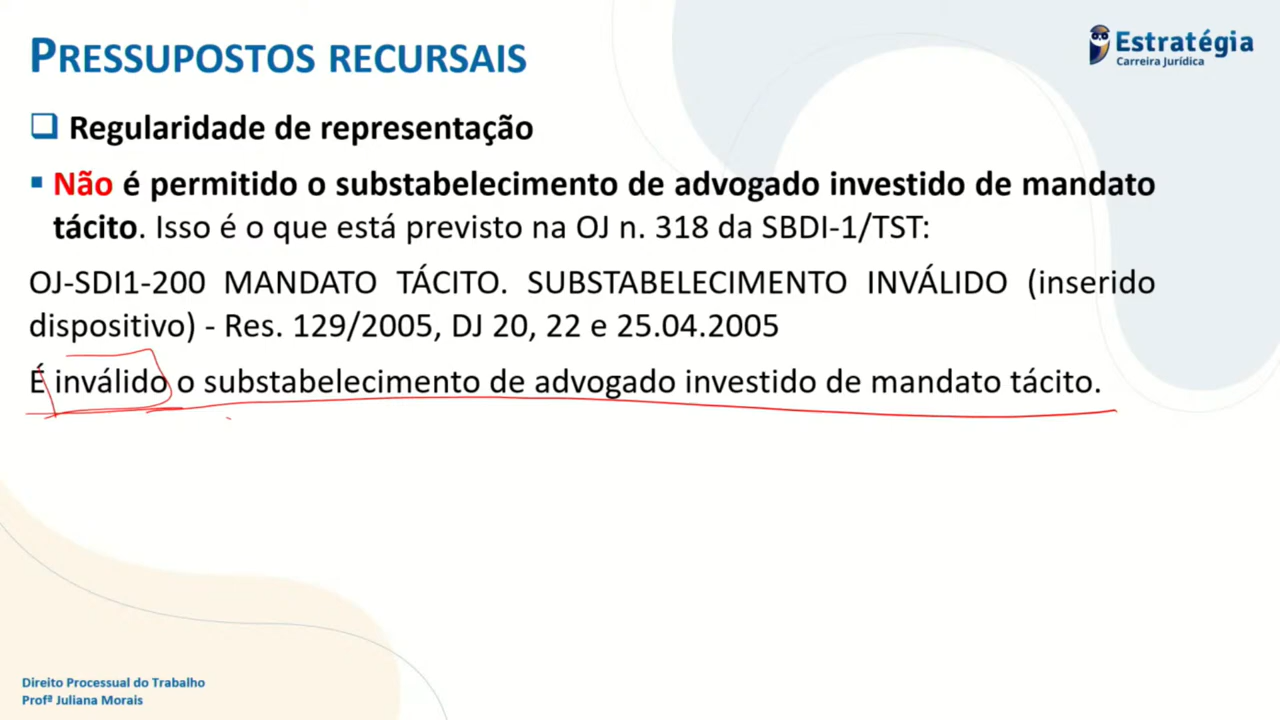 PRESSUPOSTOS RECURSAIS
Estratégia
Carreira Jurídica
Regularidade de representação
Não é permitido o substabelecimento de advogado investido de mandato
tácito. Isso é o que está previsto na OJ n. 318 da SBDI-1/TST:
OJ-SDI1-200 MANDATO TÁCITO. SUBSTABELECIMENTO INVÁLIDO (inserido
dispositivo) - Res. 129/2005, DJ 20, 22 e 25.04.2005
É inválido o substabelecimento de advogado investido de mandato tácito.
Direito Processual do Trabalho
Profª Juliana Morais